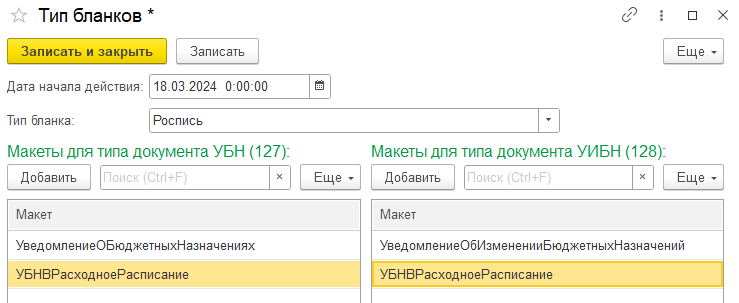 Тип бланков *
Записать и закрыть
Записать
Еще
Дата начала действия:
18.03.2024 0:00:00
Тип бланка:
Роспись
Макеты для типа документа УБН (127):
Макеты для типа документа УИБН (128):
Добавить
Поиск (Ctrl+F)
×
Еще
Добавить
Поиск (Ctrl+F)
×
Еще
Макет
Макет
УведомлениеОБюджетныхНазначениях
УведомлениеОбИзмененииБюджетныхНазначений
УБНВРасходноеРасписание
УБНВРасходноеРасписание